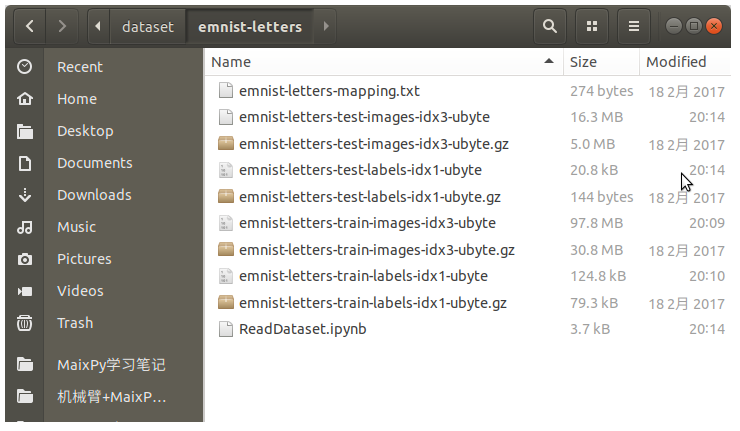 dataset emnist-letters
Name Size Modified
Recent
Home
Desktop
Documents
Downloads
Music
Pictures
Videos
Trash
MaixPy学习笔记
机械臂+MaixP…
emnist-letters-mapping.txt 274 bytes 18 2月 2017
emnist-letters-test-images-idx3-ubyte 16.3 MB 20:14
emnist-letters-test-images-idx3-ubyte.gz 5.0 MB 18 2月 2017
emnist-letters-test-labels-idx1-ubyte 20.8 kB 20:14
emnist-letters-test-labels-idx1-ubyte.gz 144 bytes 18 2月 2017
emnist-letters-train-images-idx3-ubyte 97.8 MB 20:09
emnist-letters-train-images-idx3-ubyte.gz 30.8 MB 18 2月 2017
emnist-letters-train-labels-idx1-ubyte 124.8 kB 20:10
emnist-letters-train-labels-idx1-ubyte.gz 79.3 kB 18 2月 2017
ReadDataset.ipynb 3.7 kB 20:14